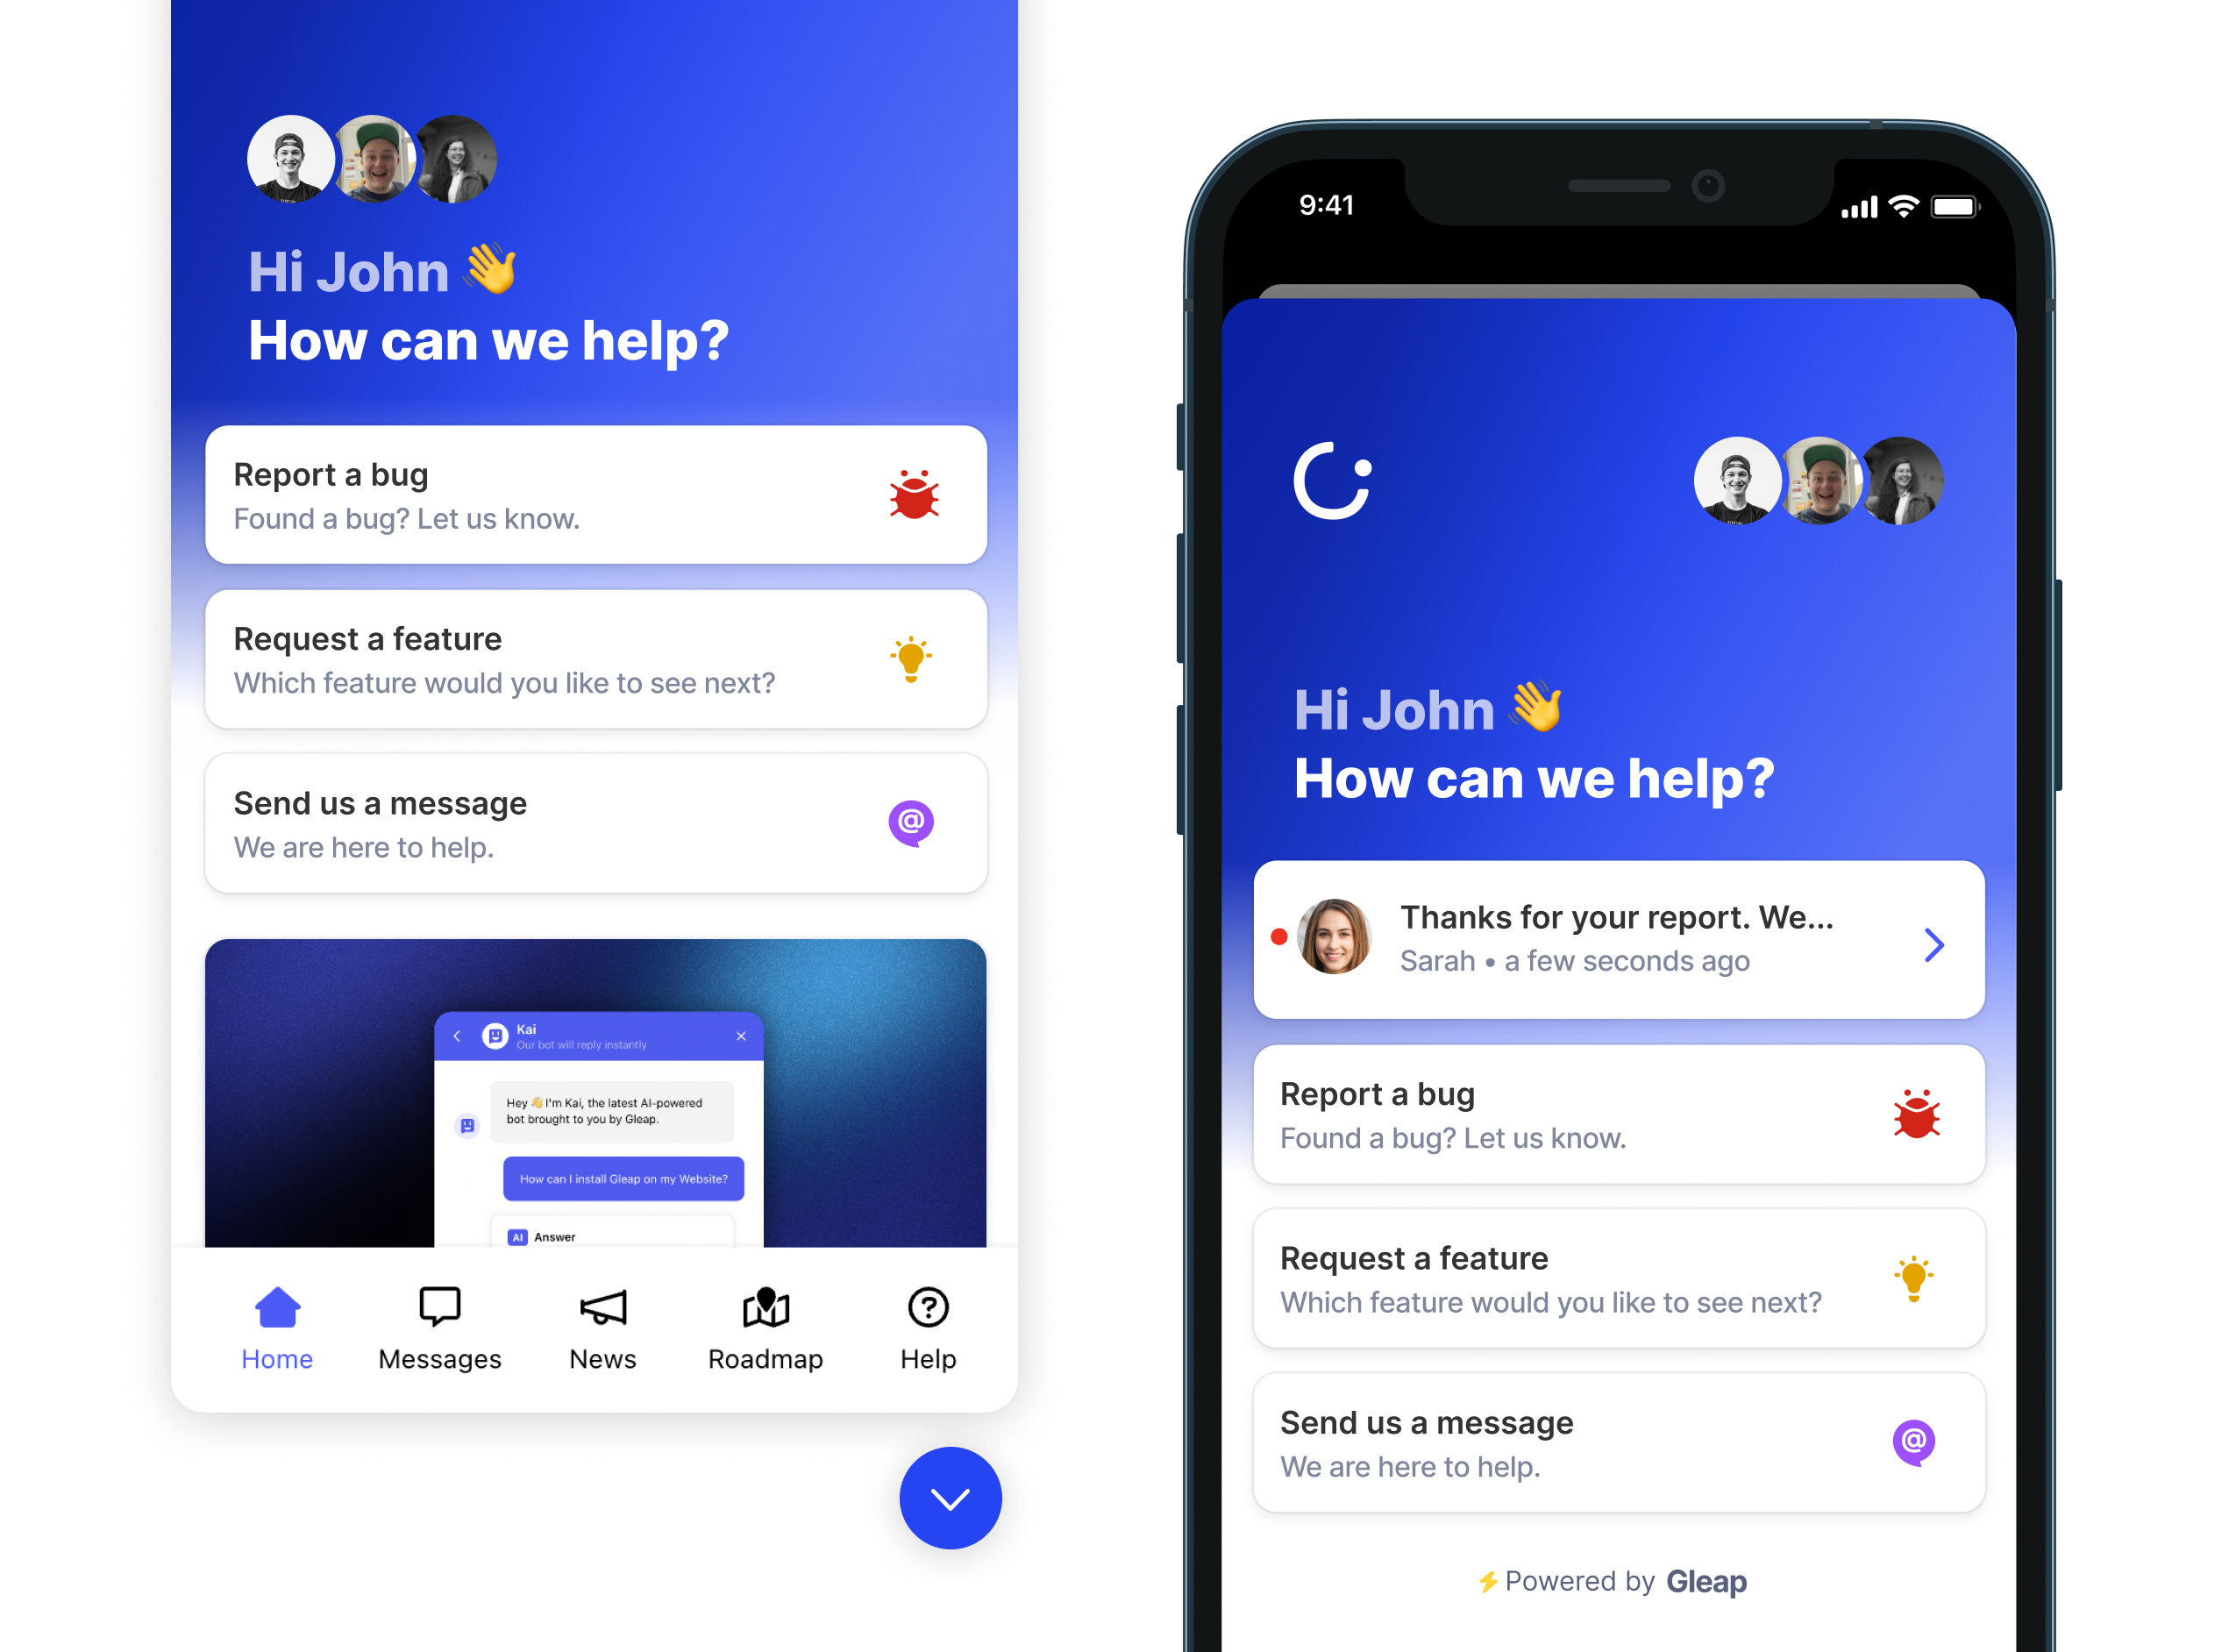 Hi John 👋
How can we help?
Report a bug
Found a bug? Let us know.
Request a feature
Which feature would you like to see next?
Send us a message
@
We are here to help.
Kai
Our bot will reply instantly
Hey 👋 I'm Kai, the latest AI-powered
bot brought to you by Gleap.
How can I install Gleap on my Website?
AI Answer
Home
Messages
News
Roadmap
Help
9:41
Hi John 👋
How can we help?
Thanks for your report. We...
Sarah • a few seconds ago
Report a bug
Found a bug? Let us know.
Request a feature
Which feature would you like to see next?
Send us a message
@
We are here to help.
⚡ Powered by Gleap